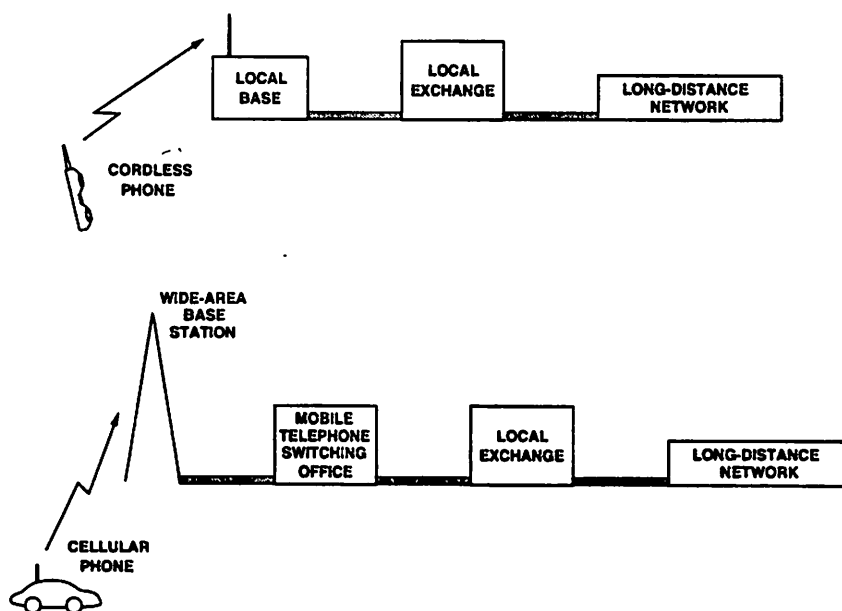 LOCAL
BASE
LOCAL
EXCHANGE
LONG-DISTANCE
NETWORK
CORDLESS
PHONE
WIDE-AREA
BASE
STATION
MOBILE
TELEPHONE
SWITCHING
OFFICE
LOCAL
EXCHANGE
LONG-DISTANCE
NETWORK
CELLULAR
PHONE